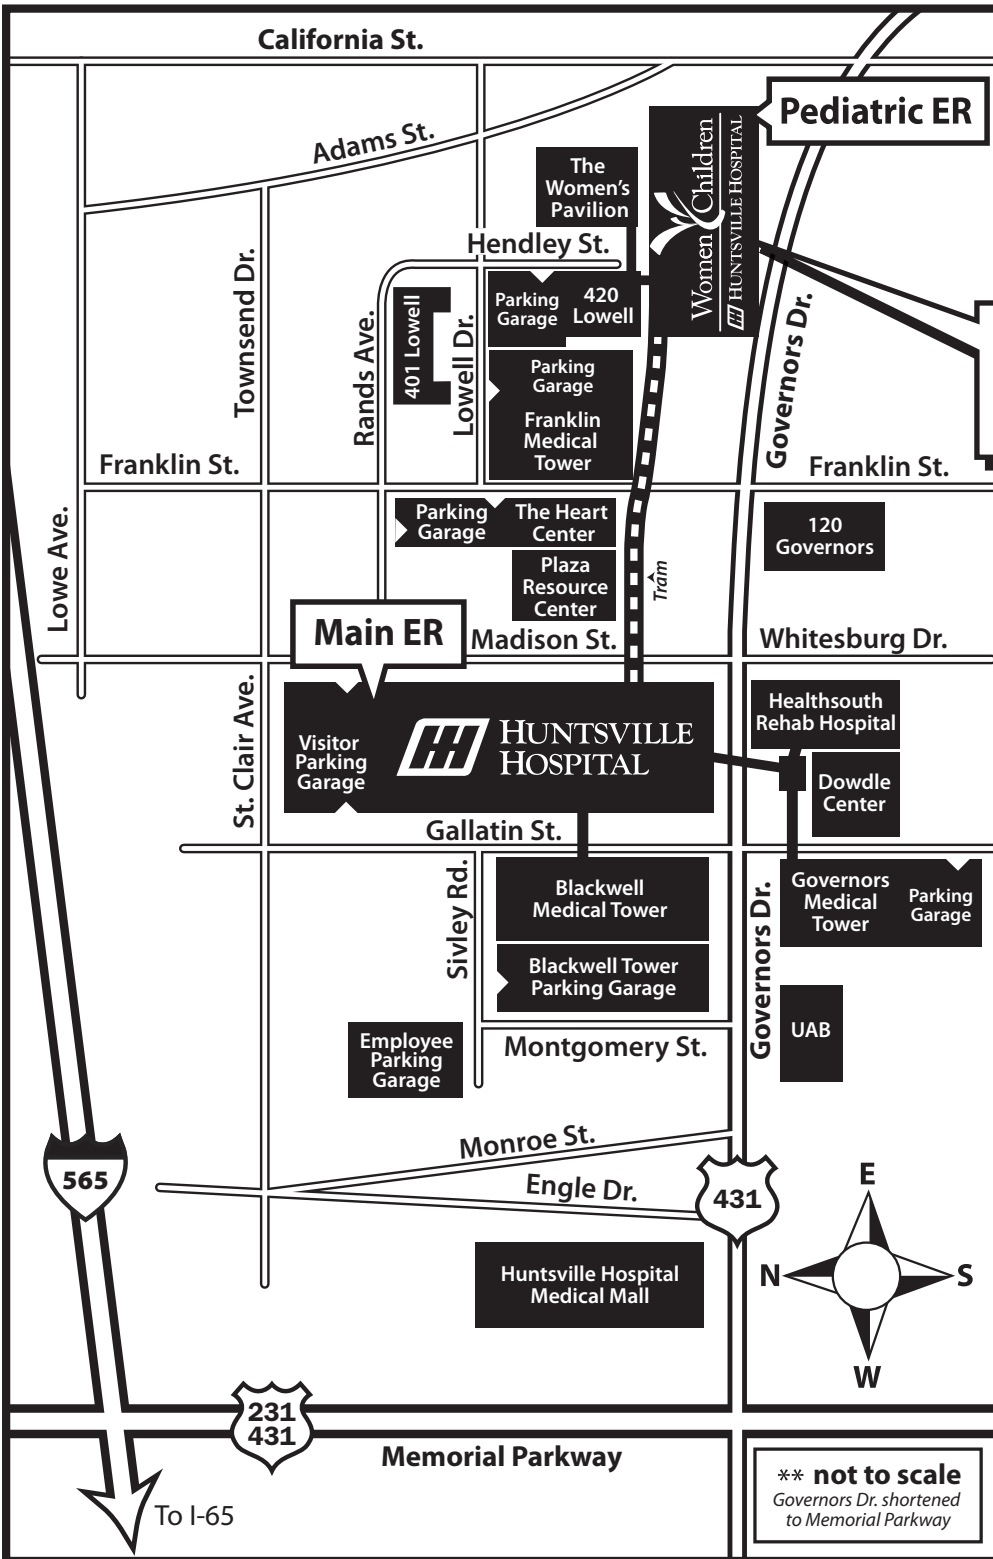 California St.
Pediatric ER
Adams St.
The
Women's
Pavilion
Women & Children
HUNTSVILLE HOSPITAL
Hendley St.
Townsend Dr.
Rands Ave.
401 Lowell
Lowell Dr.
Parking
Garage
420
Lowell
Governors Dr.
Parking
Garage
Franklin
Medical
Tower
Franklin St.
Franklin St.
Lowe Ave.
Parking
Garage
The Heart
Center
120
Governors
Plaza
Resource
Center
Tram
Main ER
Madison St.
Whitesburg Dr.
St. Clair Ave.
Visitor
Parking
Garage
HUNTSVILLE
HOSPITAL
Healthsouth
Rehab Hospital
Dowdle
Center
Gallatin St.
Sivley Rd.
Blackwell
Medical Tower
Governors
Medical
Tower
Parking
Garage
Governors Dr.
Blackwell Tower
Parking Garage
UAB
Employee
Parking
Garage
Montgomery St.
Monroe St.
565
Engle Dr.
431
E
N
S
W
Huntsville Hospital
Medical Mall
231
431
Memorial Parkway
To I-65
** not to scale
Governors Dr. shortened
to Memorial Parkway